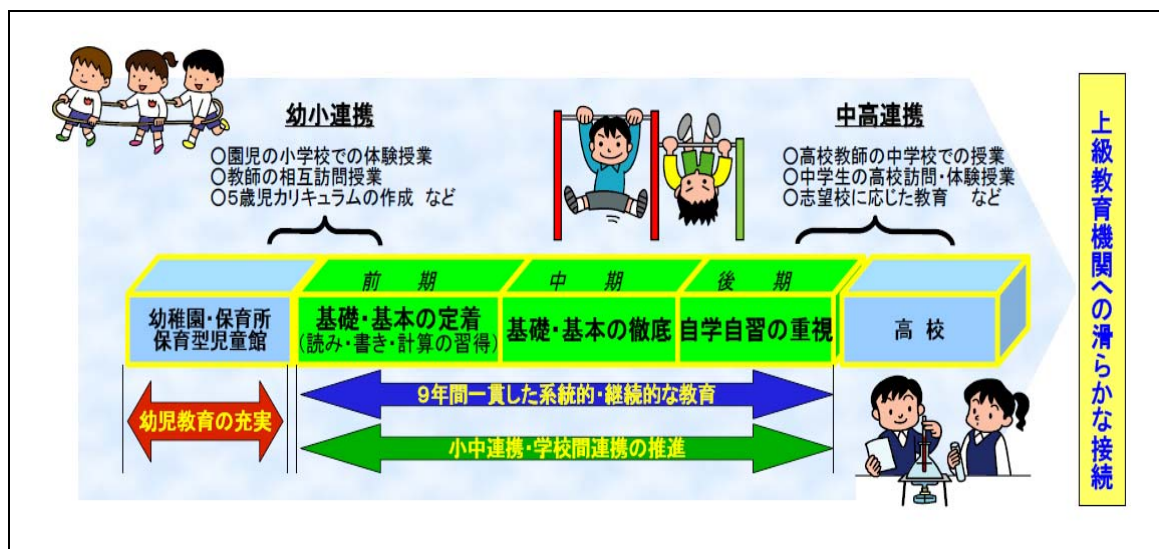 幼小連携
○園児の小学校での体験授業
○教師の相互訪問授業
○5歳児カリキュラムの作成 など
中高連携
○高校教師の中学校での授業
○中学生の高校訪問・体験授業
○志望校に応じた教育 など
前 期
中 期
後 期
幼稚園・保育所
保育型児童館
基礎・基本の定着
(読み・書き・計算の習得)
基礎・基本の徹底
自学自習の重視
高 校
幼児教育の充実
9年間一貫した系統的・継続的な教育
小中連携・学校間連携の推進
上級教育機関への滑らかな接続